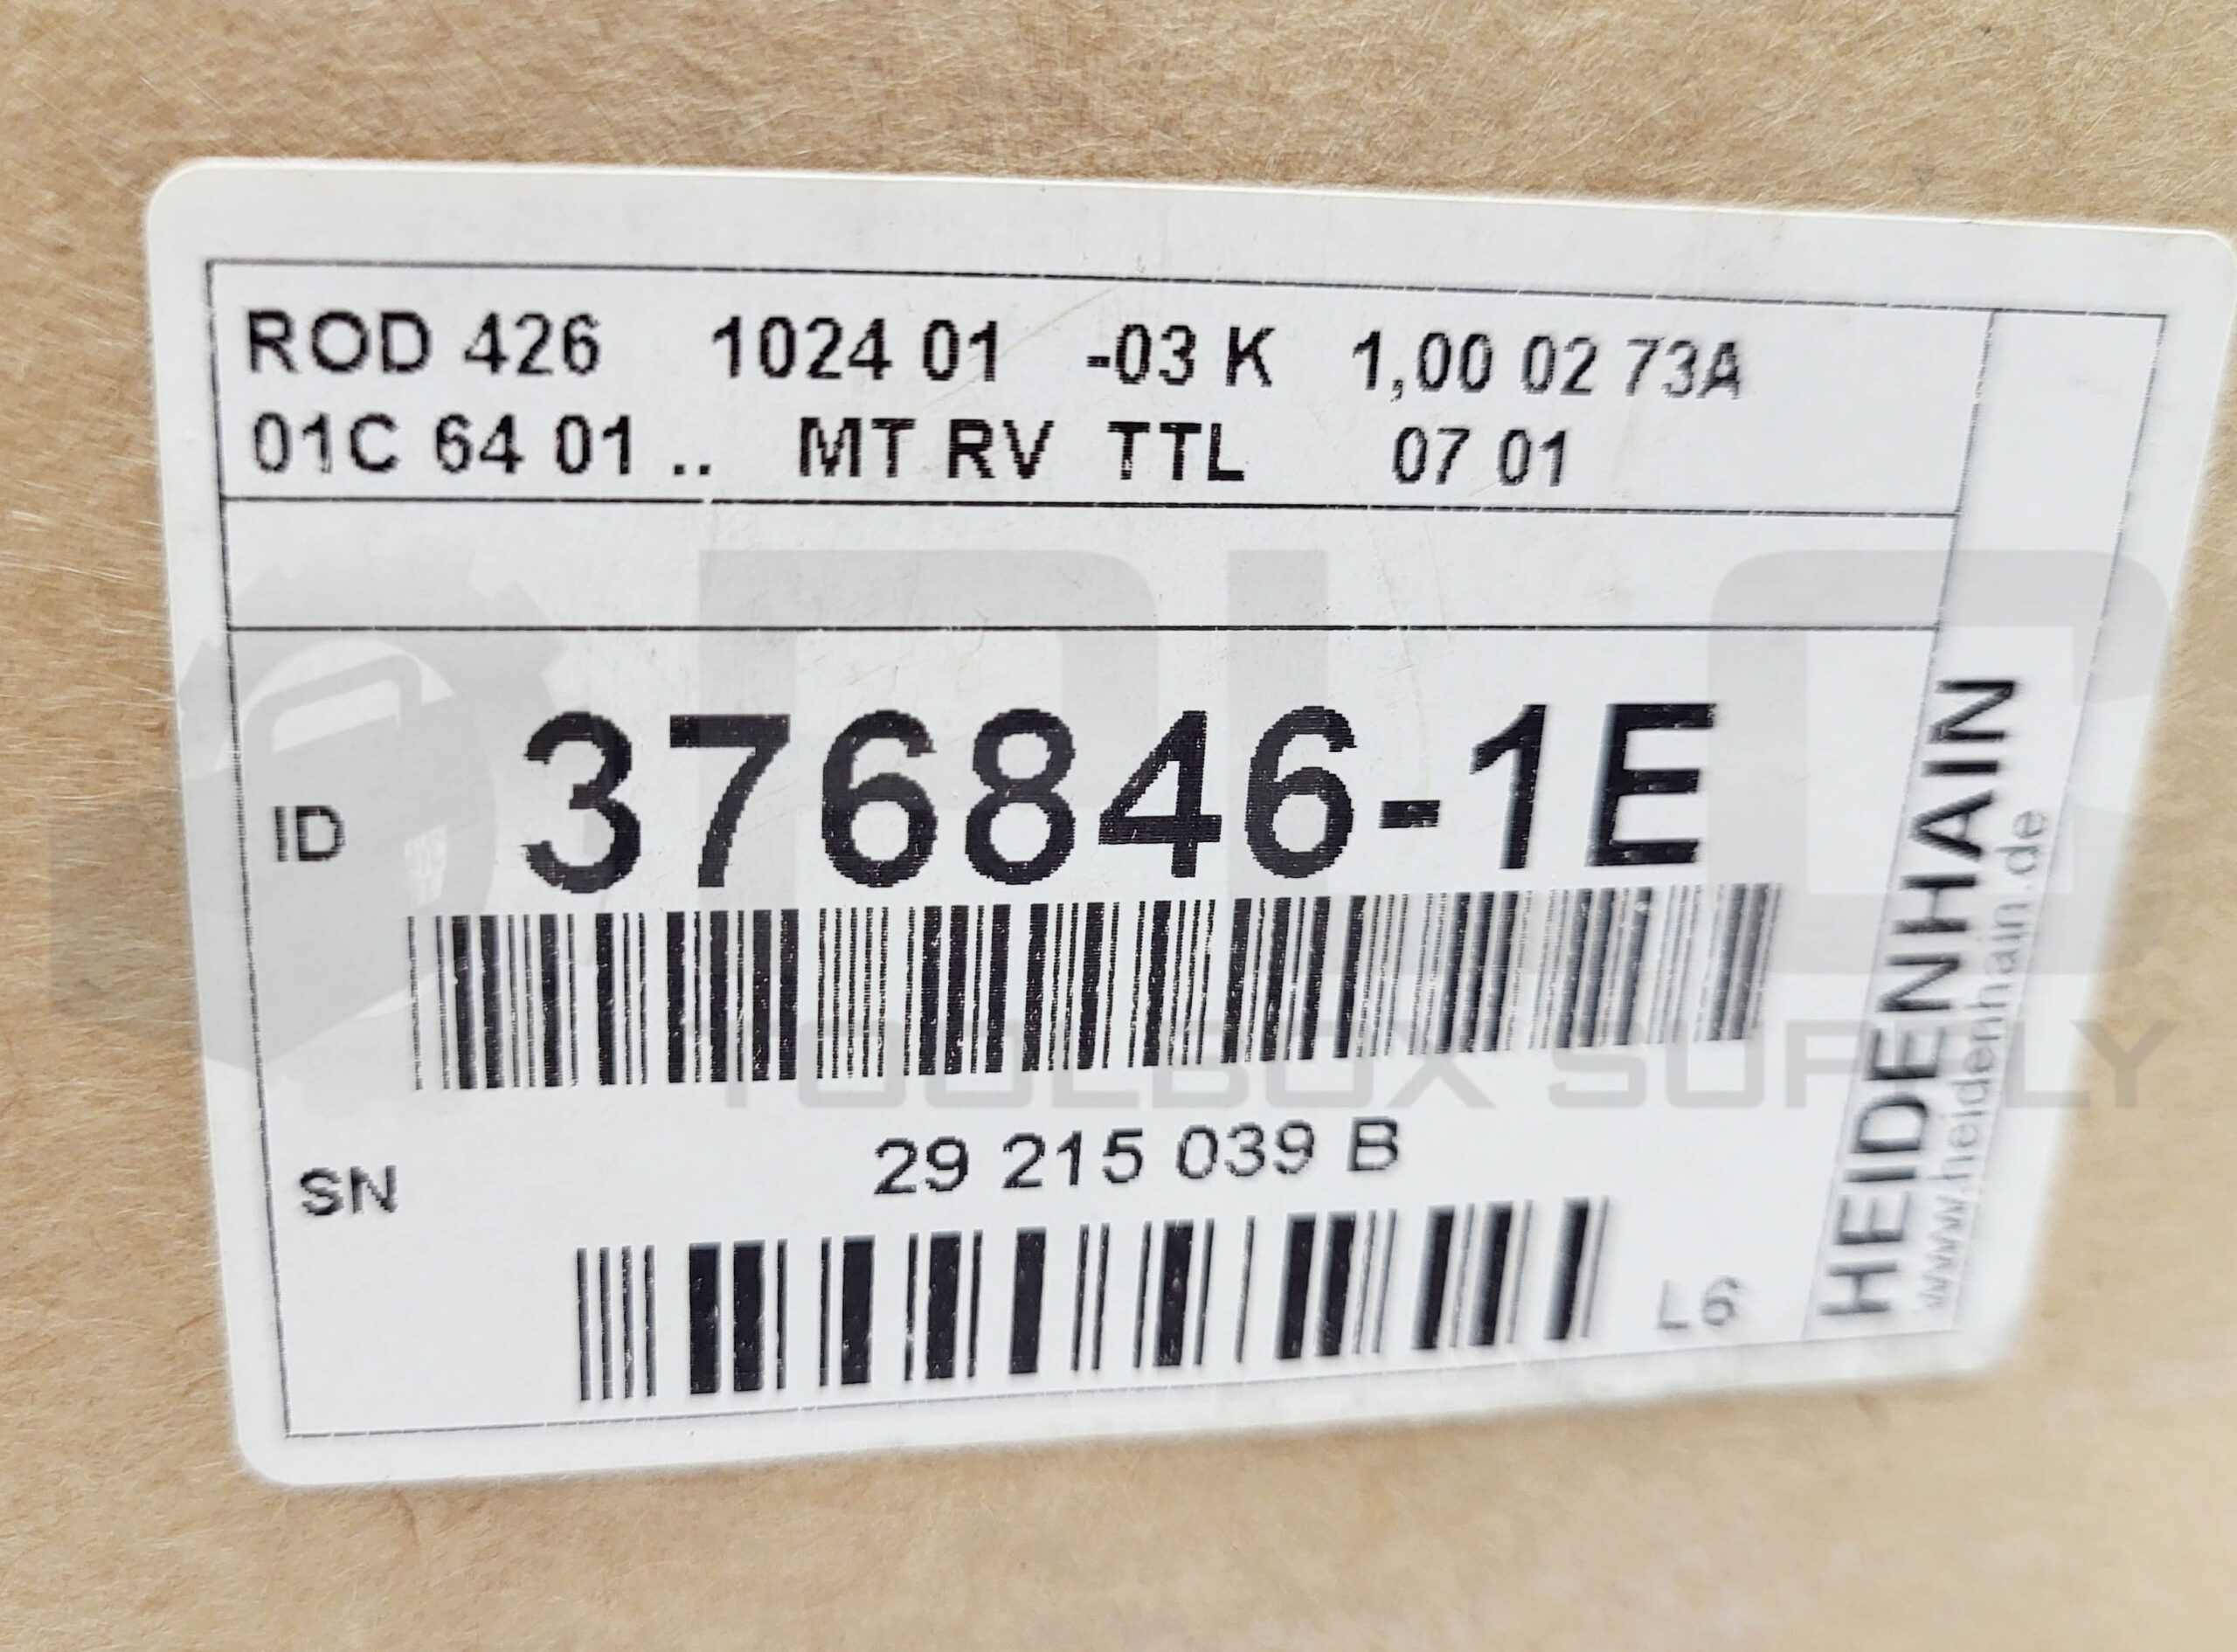 ROD 426 1024 01 -03 K 1,00 02 73A
01C 64 01 .. MT RV TTL 07 01
ID 376846-1E
SN 29 215 039 B
L6
HEIDENHAIN
www.heidenhain.de
PLC
TOOLBOX SUPPLY